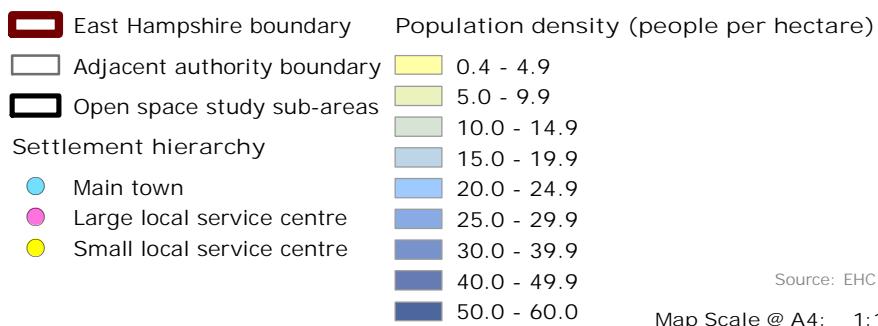 East Hampshire boundary
Adjacent authority boundary
Open space study sub-areas
Settlement hierarchy
Main town
Large local service centre
Small local service centre
Population density (people per hectare)
0.4 - 4.9
5.0 - 9.9
10.0 - 14.9
15.0 - 19.9
20.0 - 24.9
25.0 - 29.9
30.0 - 39.9
40.0 - 49.9
50.0 - 60.0
Source: EHC
Map Scale @ A4: